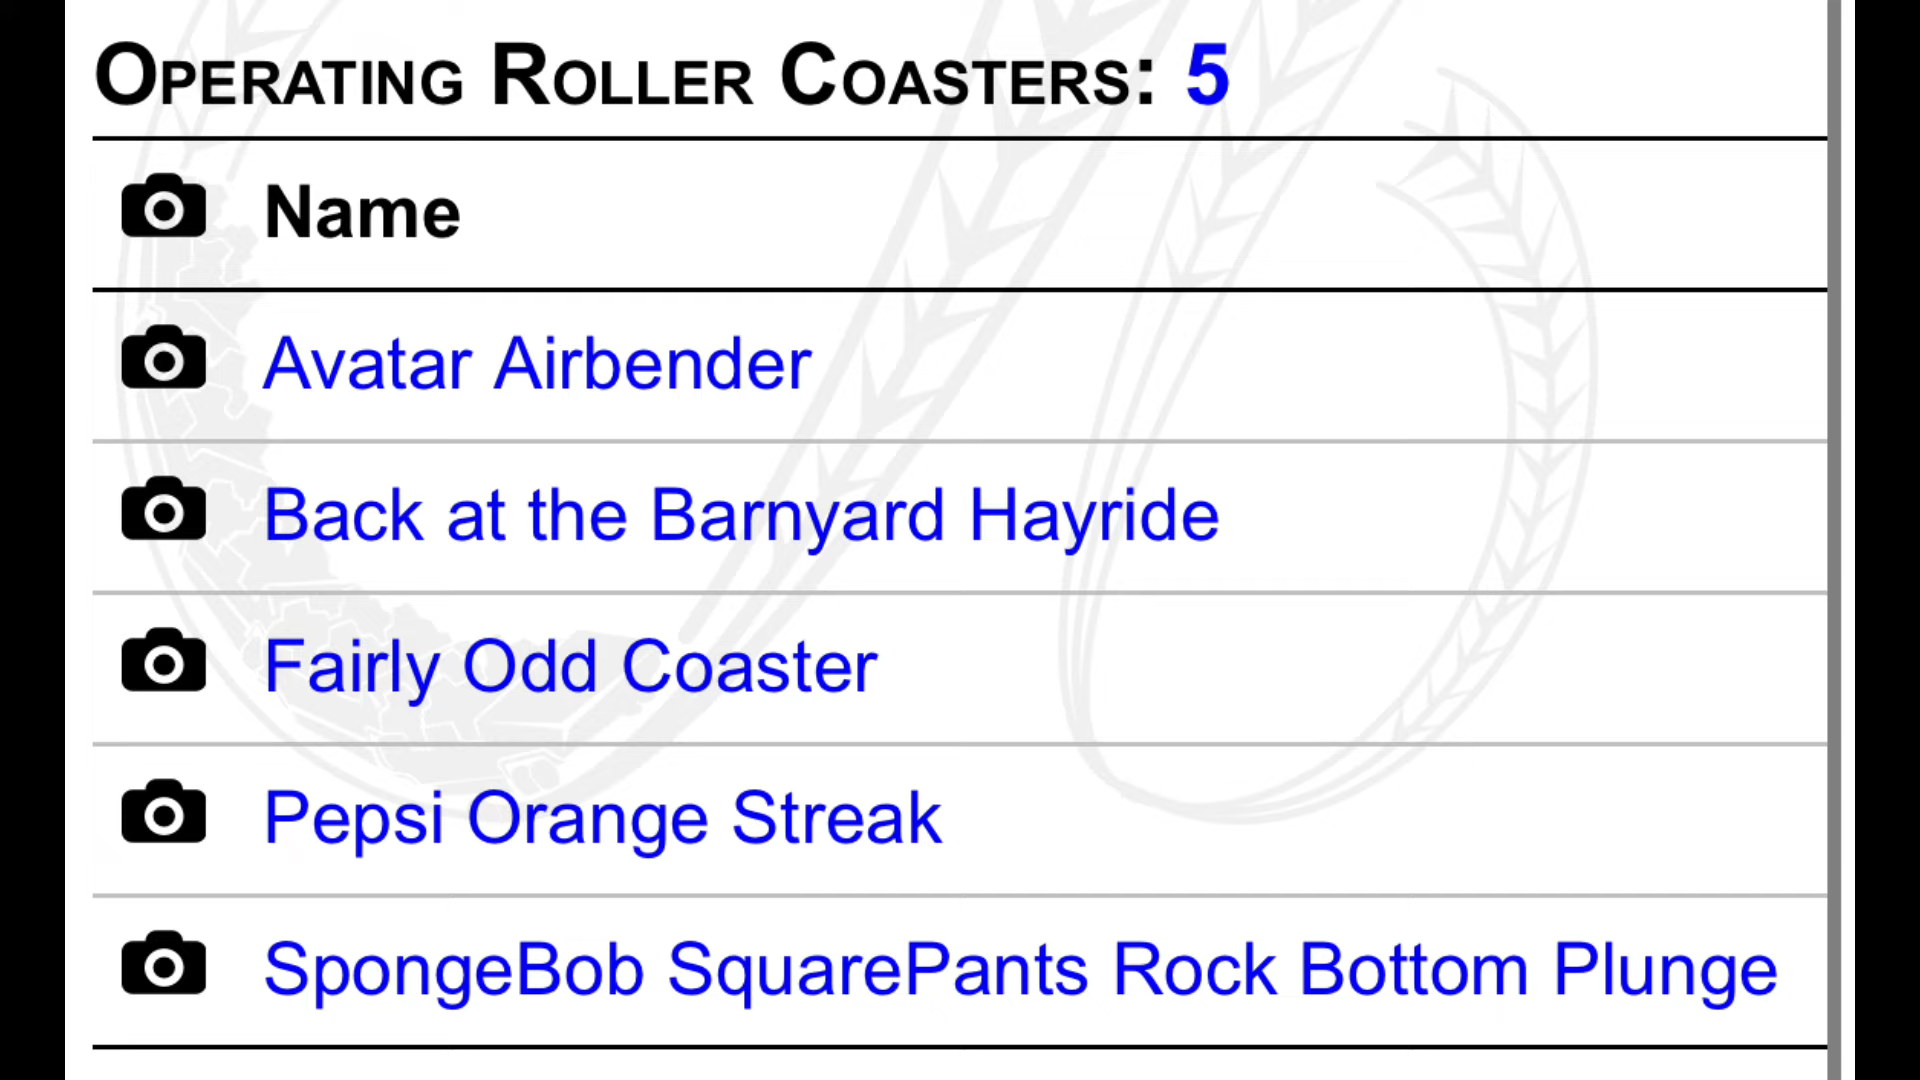 Operating Roller Coasters: 5
Name
Avatar Airbender
Back at the Barnyard Hayride
Fairly Odd Coaster
Pepsi Orange Streak
SpongeBob SquarePants Rock Bottom Plunge